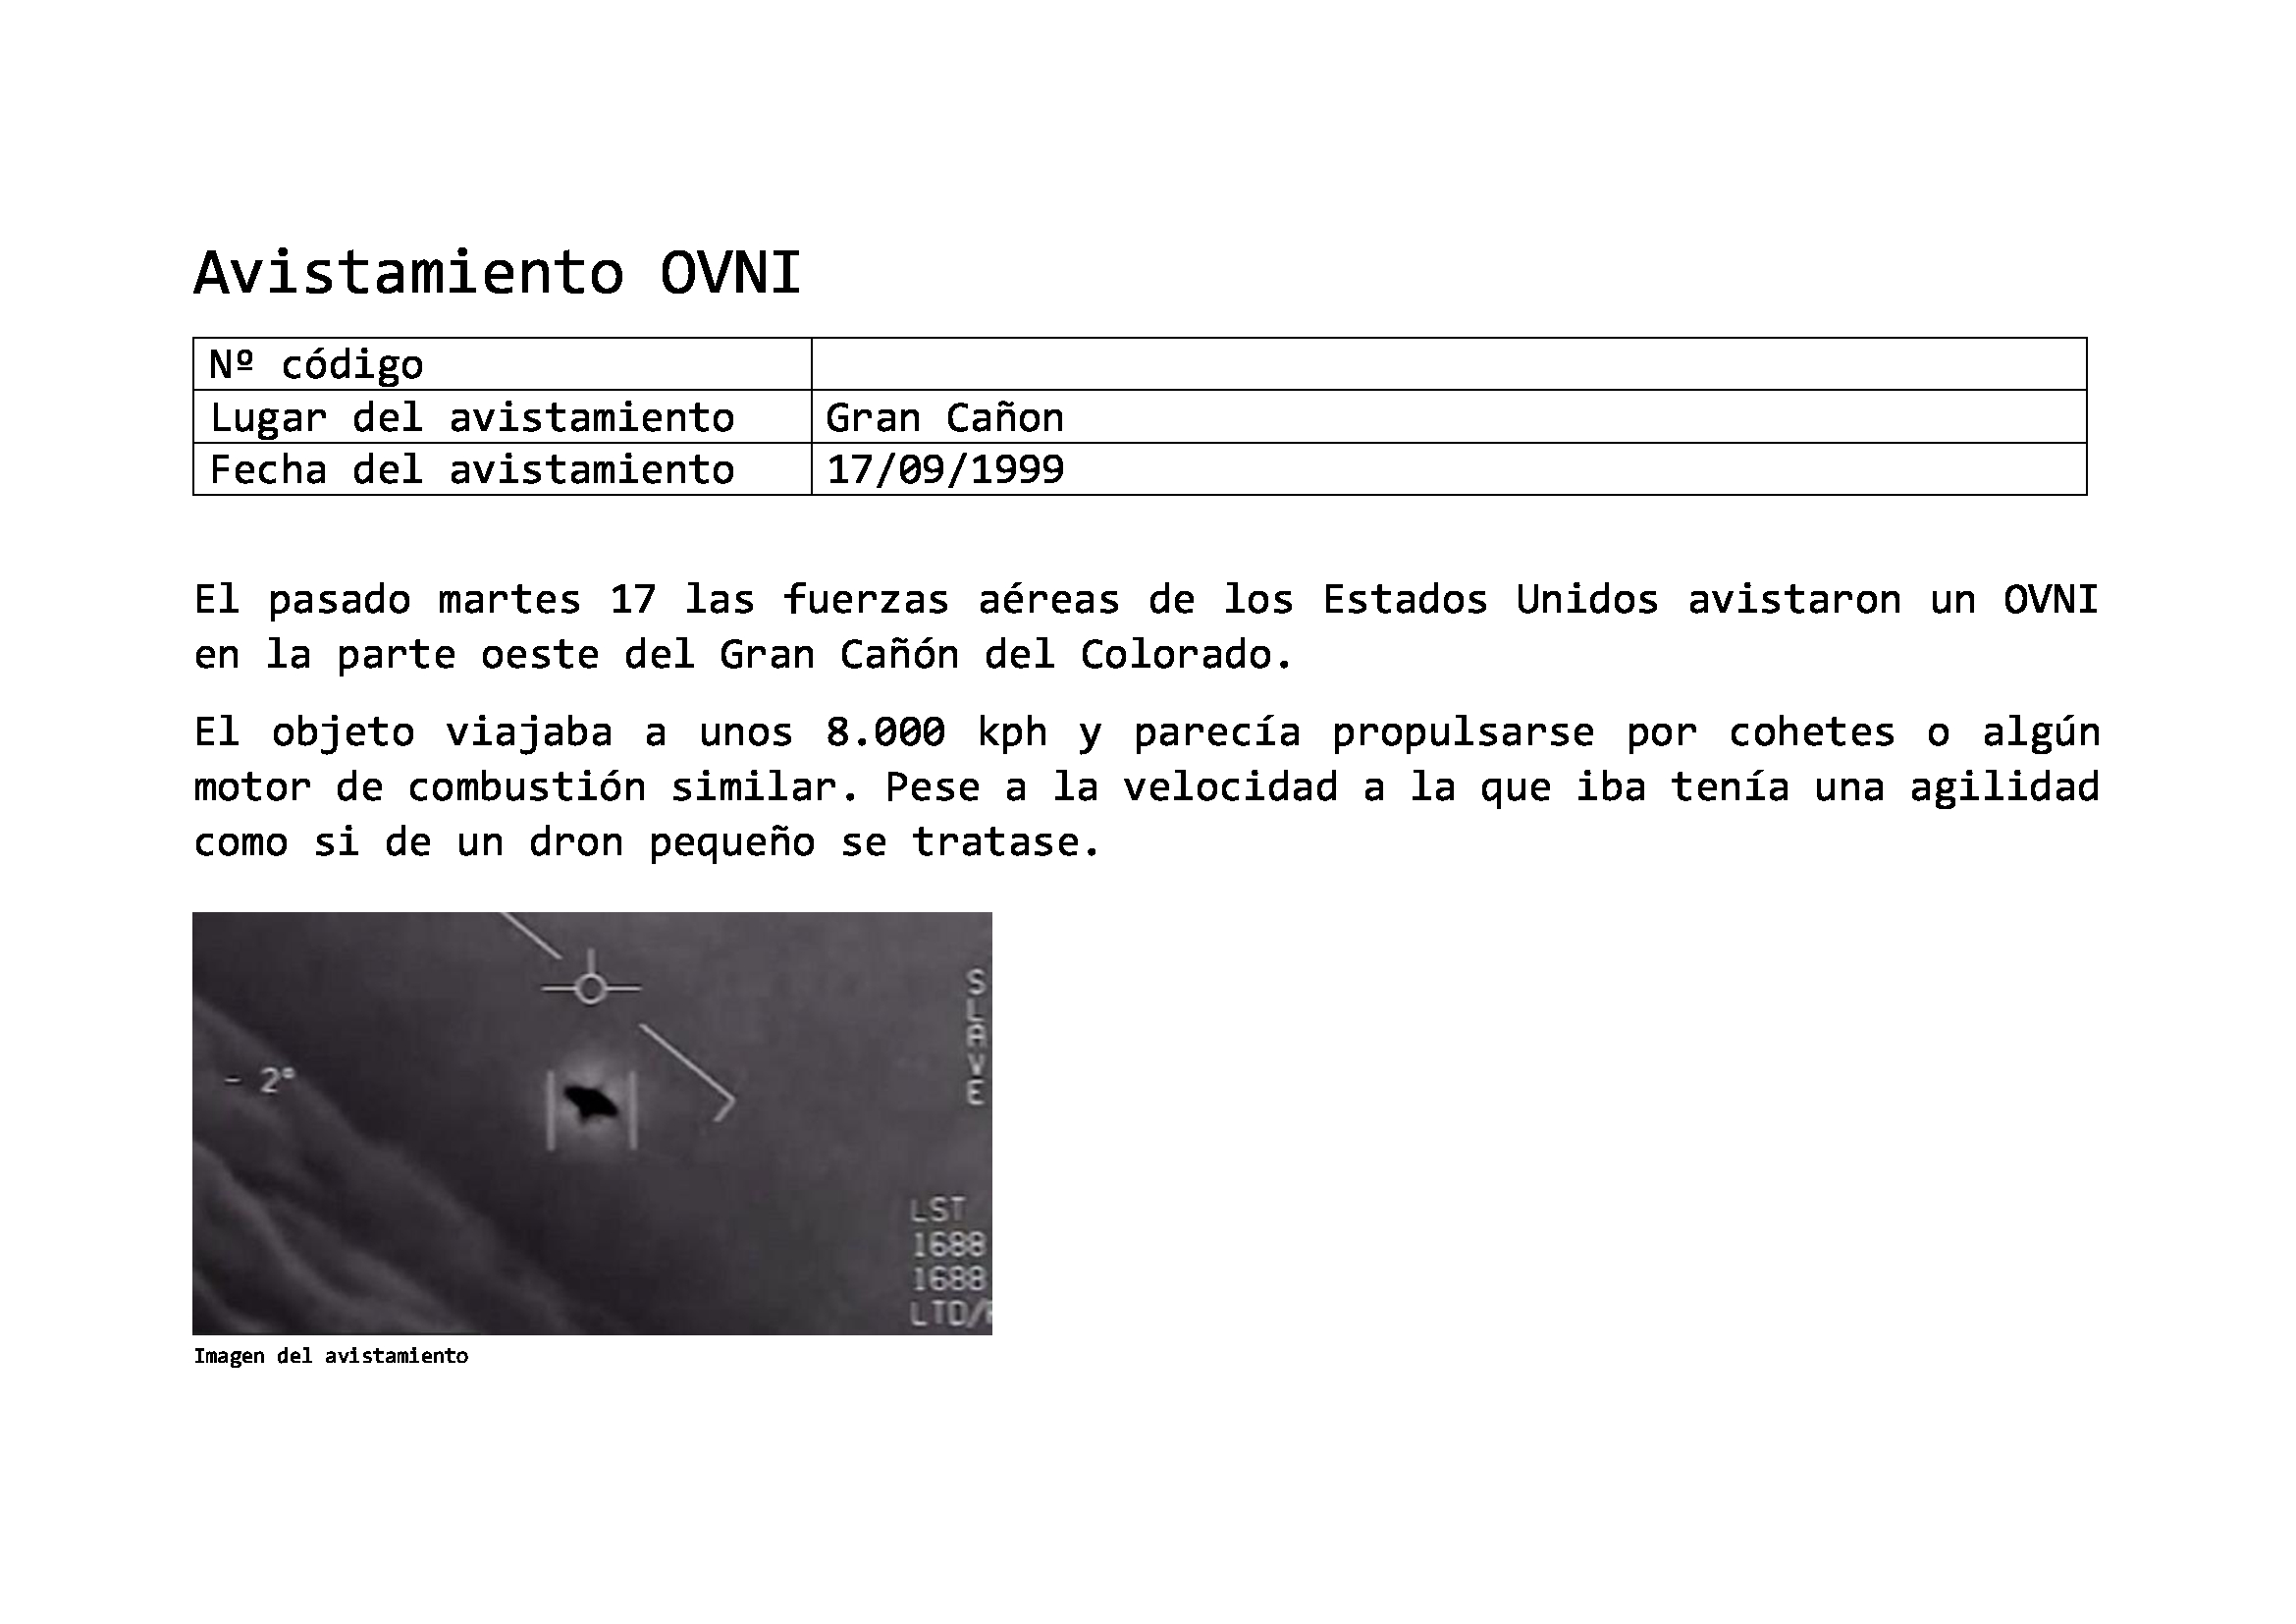 Avistamiento OVNI
Nº código
Lugar del avistamiento Gran Cañon
Fecha del avistamiento 17/09/1999
El pasado martes 17 las fuerzas aéreas de los Estados Unidos avistaron un OVNI
en la parte oeste del Gran Cañón del Colorado.
El objeto viajaba a unos 8.000 kph y parecía propulsarse por cohetes o algún
motor de combustión similar. Pese a la velocidad a la que iba tenía una agilidad
como si de un dron pequeño se tratase.
- 2°
SLAVE
LST
1688
1688
LTD/
Imagen del avistamiento